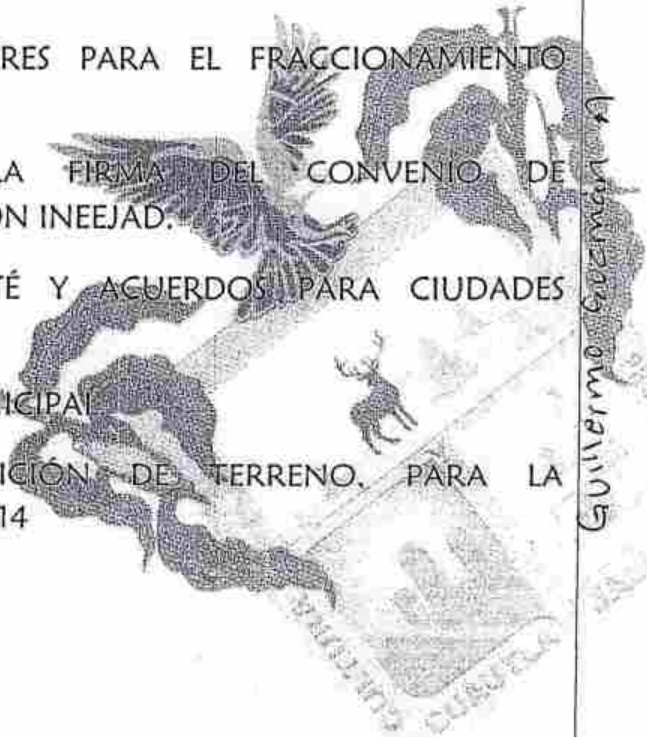 RES PARA EL FRACCIONAMIENTO
A FIRMA DEL CONVENIO DE
ON INEEJAD.
TÉ Y ACUERDOS PARA CIUDADES
ICIPAL
ICIÓN DE TERRENO, PARA LA
14
Guillermo Guzmán G